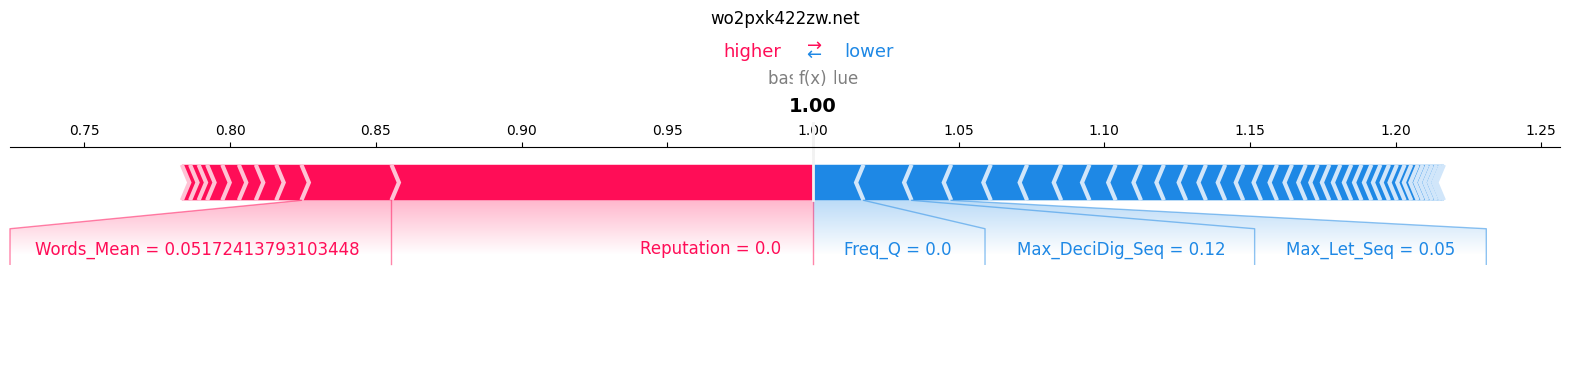 wo2pxk422zw.net
higher ⇄ lower
f(x)
1.00
0.75 0.80 0.85 0.90 0.95 1.00 1.05 1.10 1.15 1.20 1.25
Words_Mean = 0.05172413793103448 Reputation = 0.0 Freq_Q = 0.0 Max_DeciDig_Seq = 0.12 Max_Let_Seq = 0.05